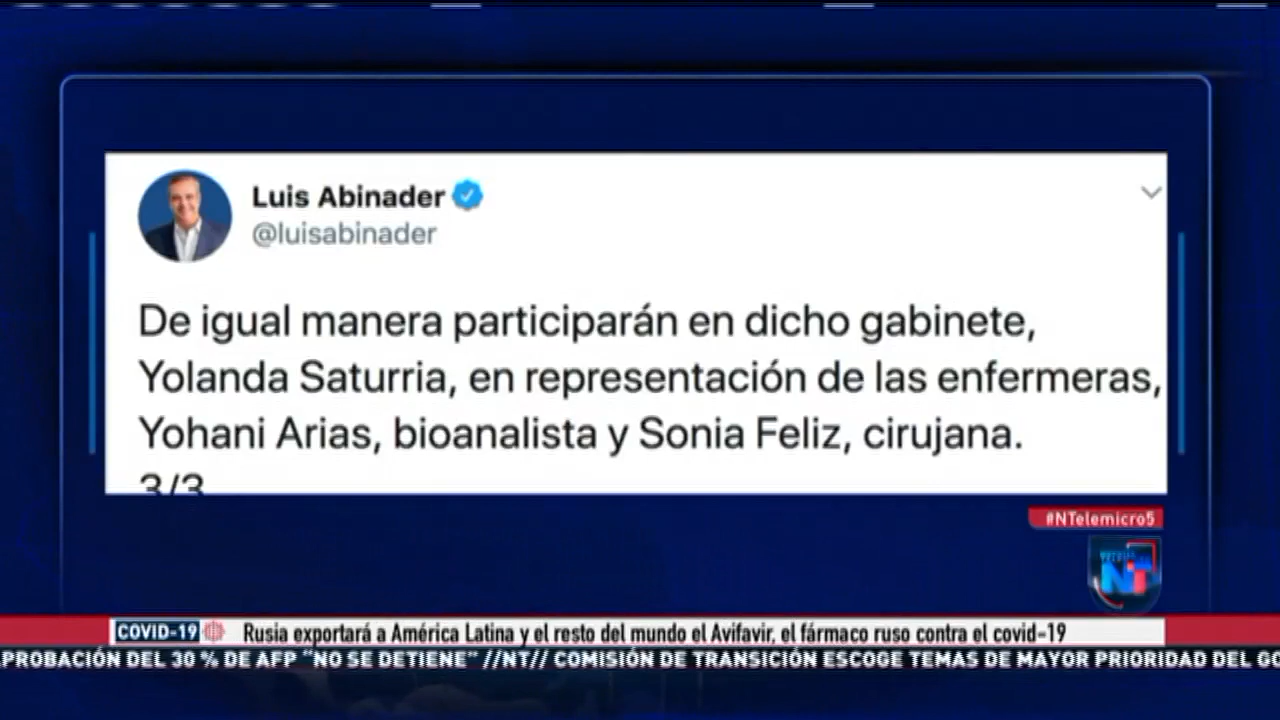 Luis Abinader
@luisabinader
De igual manera participarán en dicho gabinete,
Yolanda Saturria, en representación de las enfermeras,
Yohani Arias, bioanalista y Sonia Feliz, cirujana.
3/3
#NTelemicro5
NT
COVID-19 Rusia exportará a América Latina y el resto del mundo el Avifavir, el fármaco ruso contra el covid-19
PROBACIÓN DEL 30 % DE AFP "NO SE DETIENE" //NT// COMISIÓN DE TRANSICIÓN ESCOGE TEMAS DE MAYOR PRIORIDAD DEL GO